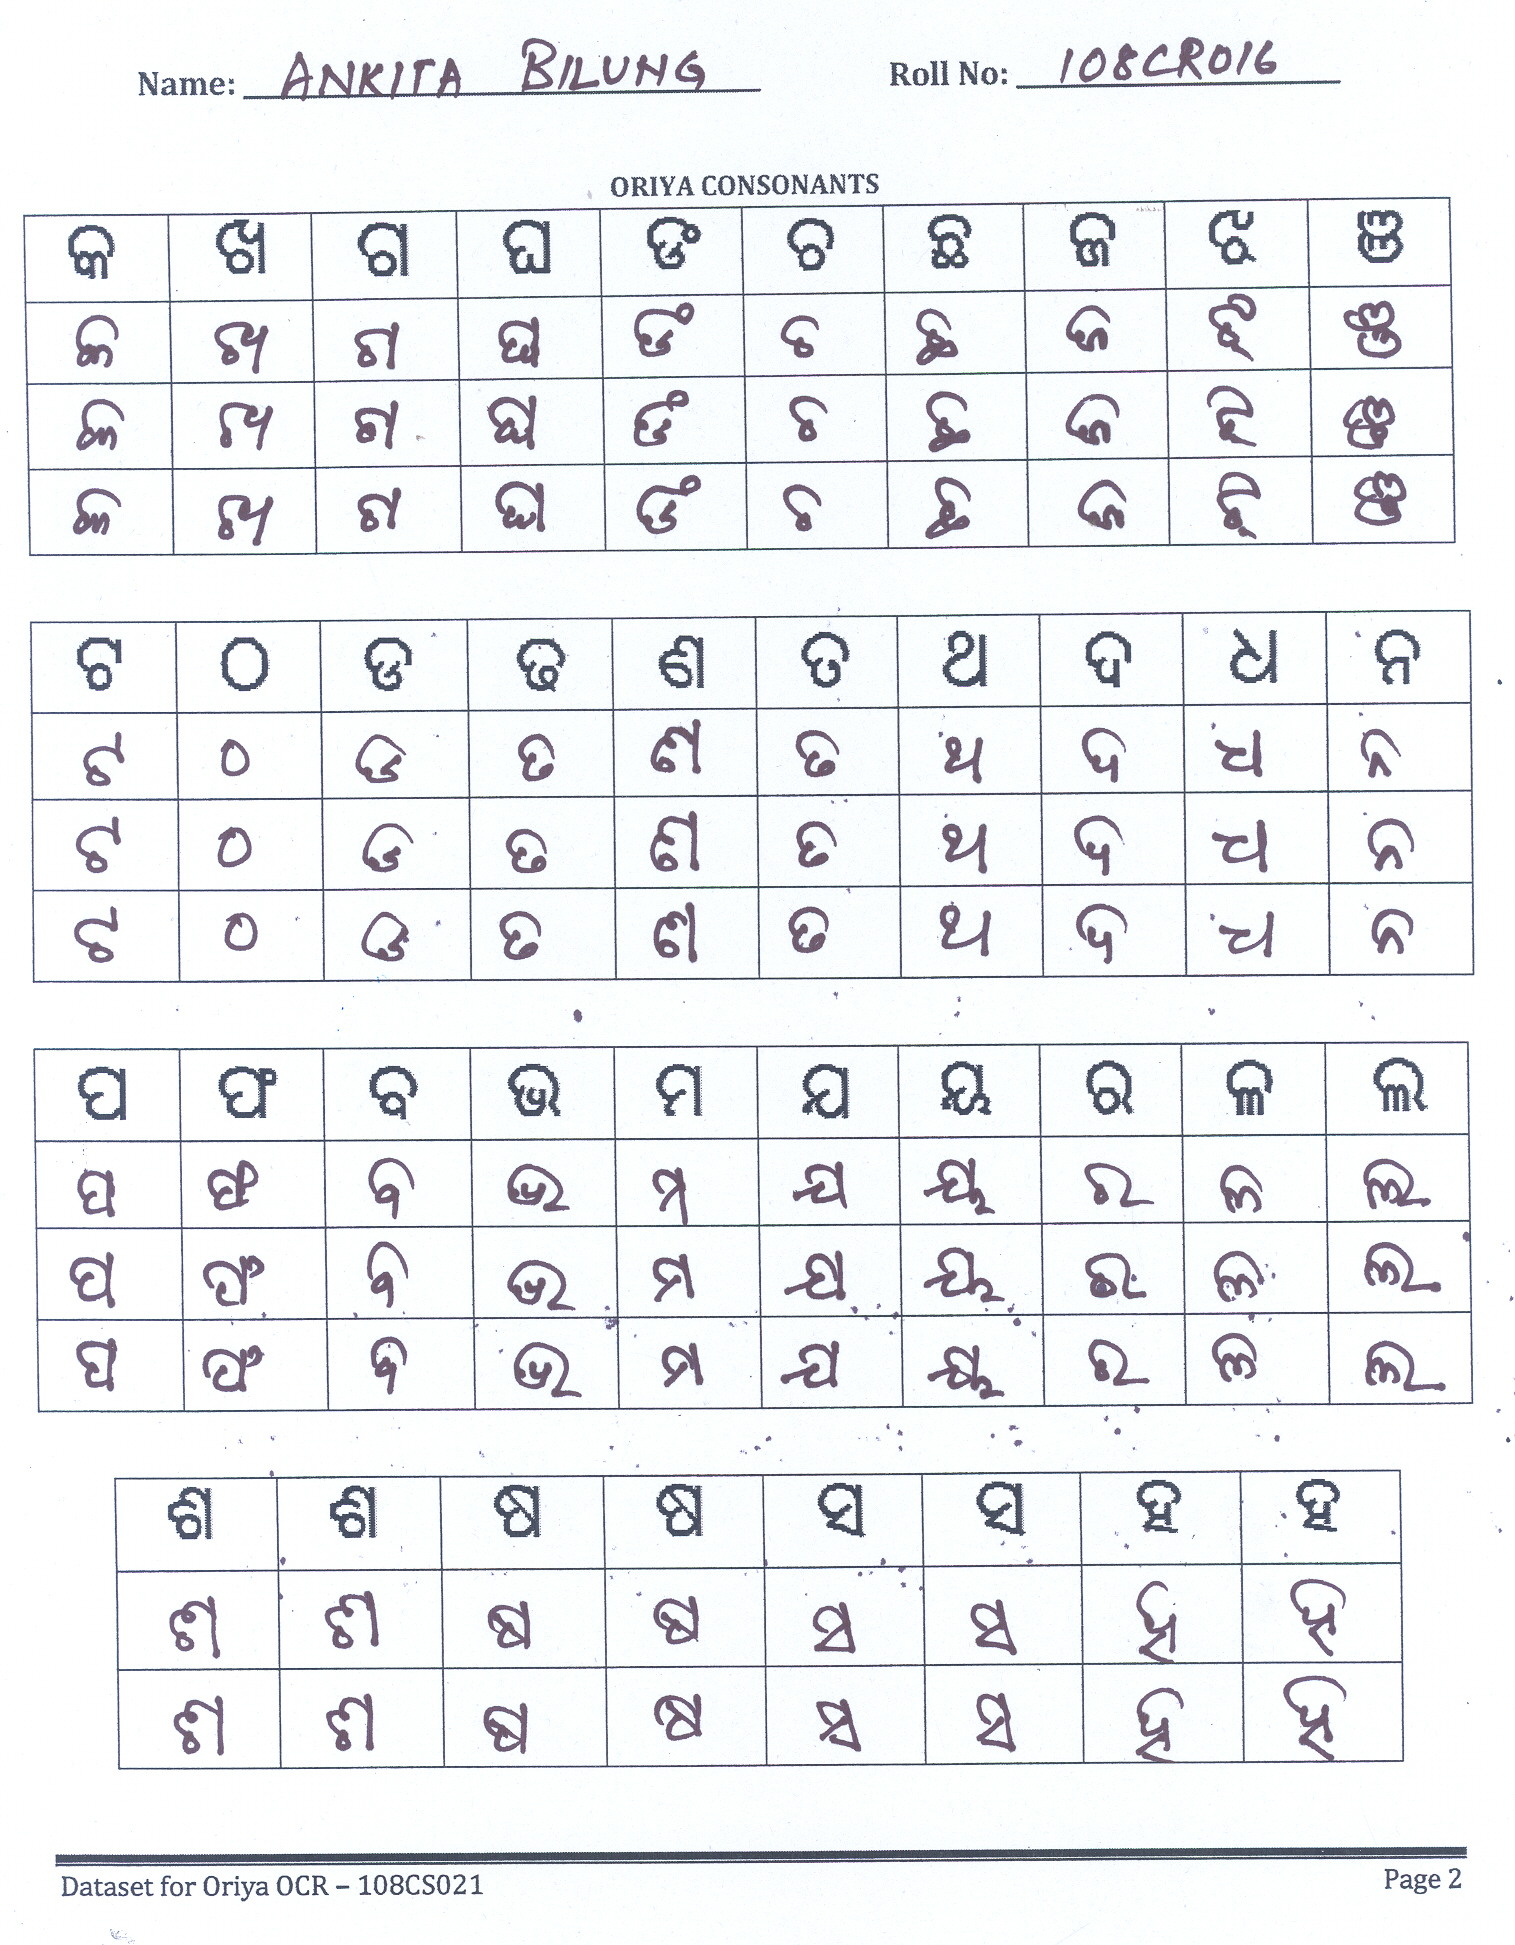 Name: ANKITA BILUNG Roll No: 108CR016
ORIYA CONSONANTS
କ ଖ ଗ ଘ ଙ ଚ ଛ ଜ ଝ ଞ
କ ଖ ଗ ଘ ଙ ଚ ଛ ଜ ଝ ଞ
କ ଖ ଗ ଘ ଙ ଚ ଛ ଜ ଝ ଞ
କ ଖ ଗ ଘ ଙ ଚ ଛ ଜ ଝ ଞ
ଟ ଠ ଡ ଢ ଣ ତ ଥ ଦ ଧ ନ
ଟ ଠ ଡ ଢ ଣ ତ ଥ ଦ ଧ ନ
ଟ ଠ ଡ ଢ ଣ ତ ଥ ଦ ଧ ନ
ଟ ଠ ଡ ଢ ଣ ତ ଥ ଦ ଧ ନ
ପ ଫ ବ ଭ ମ ଯ ୟ ର ଳ ଲ
ପ ଫ ବ ଭ ମ ଯ ୟ ର ଳ ଲ
ପ ଫ ବ ଭ ମ ଯ ୟ ର ଳ ଲ
ପ ଫ ବ ଭ ମ ଯ ୟ ର ଳ ଲ
ଶ ଶ ଷ ଷ ସ ସ ହ ହ
ଶ ଶ ଷ ଷ ସ ସ ହ ହ
ଶ ଶ ଷ ଷ ସ ସ ହ ହ
Dataset for Oriya OCR – 108CS021 Page 2